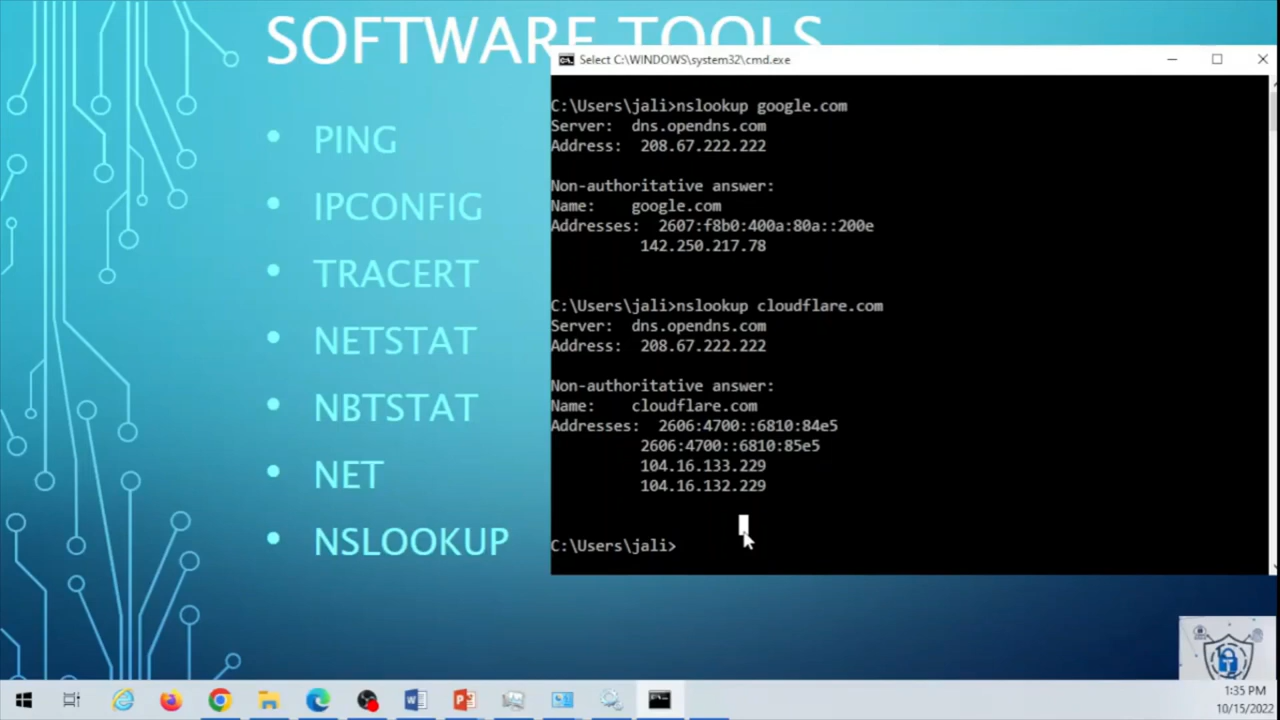 SOFTWARE TOOLS
• PING
• IPCONFIG
• TRACERT
• NETSTAT
• NBTSTAT
• NET
• NSLOOKUP
Select C:\WINDOWS\system32\cmd.exe
C:\Users\jali>nslookup google.com
Server:  dns.opendns.com
Address:  208.67.222.222
Non-authoritative answer:
Name:    google.com
Addresses:  2607:f8b0:400a:80a::200e
142.250.217.78
C:\Users\jali>nslookup cloudflare.com
Server:  dns.opendns.com
Address:  208.67.222.222
Non-authoritative answer:
Name:    cloudflare.com
Addresses:  2606:4700::6810:84e5
2606:4700::6810:85e5
104.16.133.229
104.16.132.229
C:\Users\jali>
1:35 PM
10/15/2022